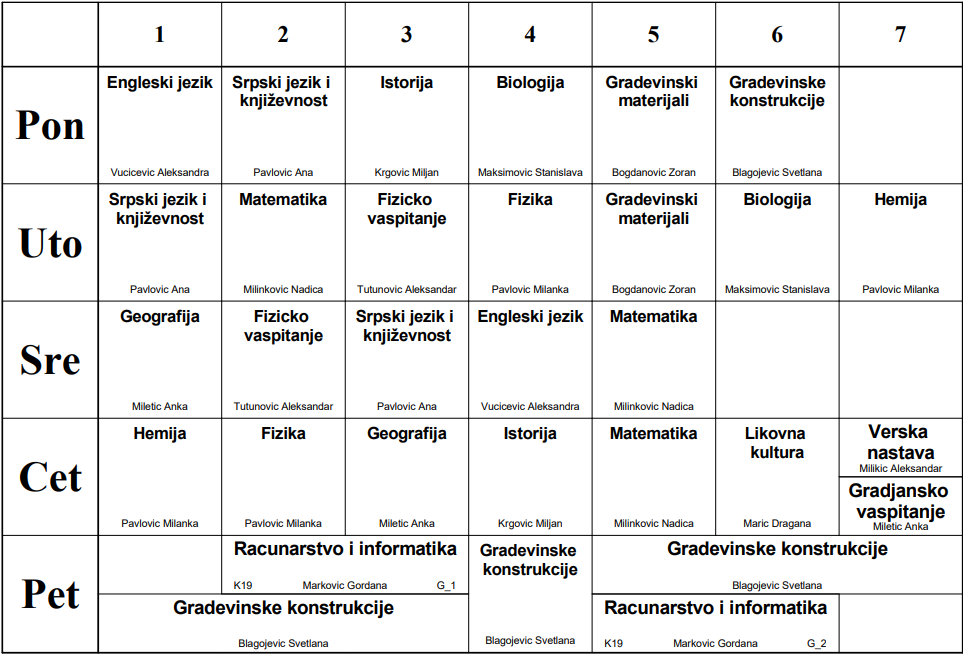 1 2 3 4 5 6 7
Pon
Engleski jezik
Vucicevic Aleksandra
Srpski jezik i
književnost
Pavlovic Ana
Istorija
Krgovic Miljan
Biologija
Maksimovic Stanislava
Gradevinski
materijali
Bogdanovic Zoran
Gradevinske
konstrukcije
Blagojevic Svetlana
Uto
Srpski jezik i
književnost
Pavlovic Ana
Matematika
Milinkovic Nadica
Fizicko
vaspitanje
Tutunovic Aleksandar
Fizika
Pavlovic Milanka
Gradevinski
materijali
Bogdanovic Zoran
Biologija
Maksimovic Stanislava
Hemija
Pavlovic Milanka
Sre
Geografija
Miletic Anka
Fizicko
vaspitanje
Tutunovic Aleksandar
Srpski jezik i
književnost
Pavlovic Ana
Engleski jezik
Vucicevic Aleksandra
Matematika
Milinkovic Nadica
Cet
Hemija
Pavlovic Milanka
Fizika
Pavlovic Milanka
Geografija
Miletic Anka
Istorija
Krgovic Miljan
Matematika
Milinkovic Nadica
Likovna
kultura
Maric Dragana
Verska
nastava
Milikic Aleksandar
Gradjansko
vaspitanje
Miletic Anka
Pet
Racunarstvo i informatika
K19 Markovic Gordana G_1
Gradevinske konstrukcije
Blagojevic Svetlana
Gradevinske
konstrukcije
Blagojevic Svetlana
Gradevinske konstrukcije
Blagojevic Svetlana
Racunarstvo i informatika
K19 Markovic Gordana G_2